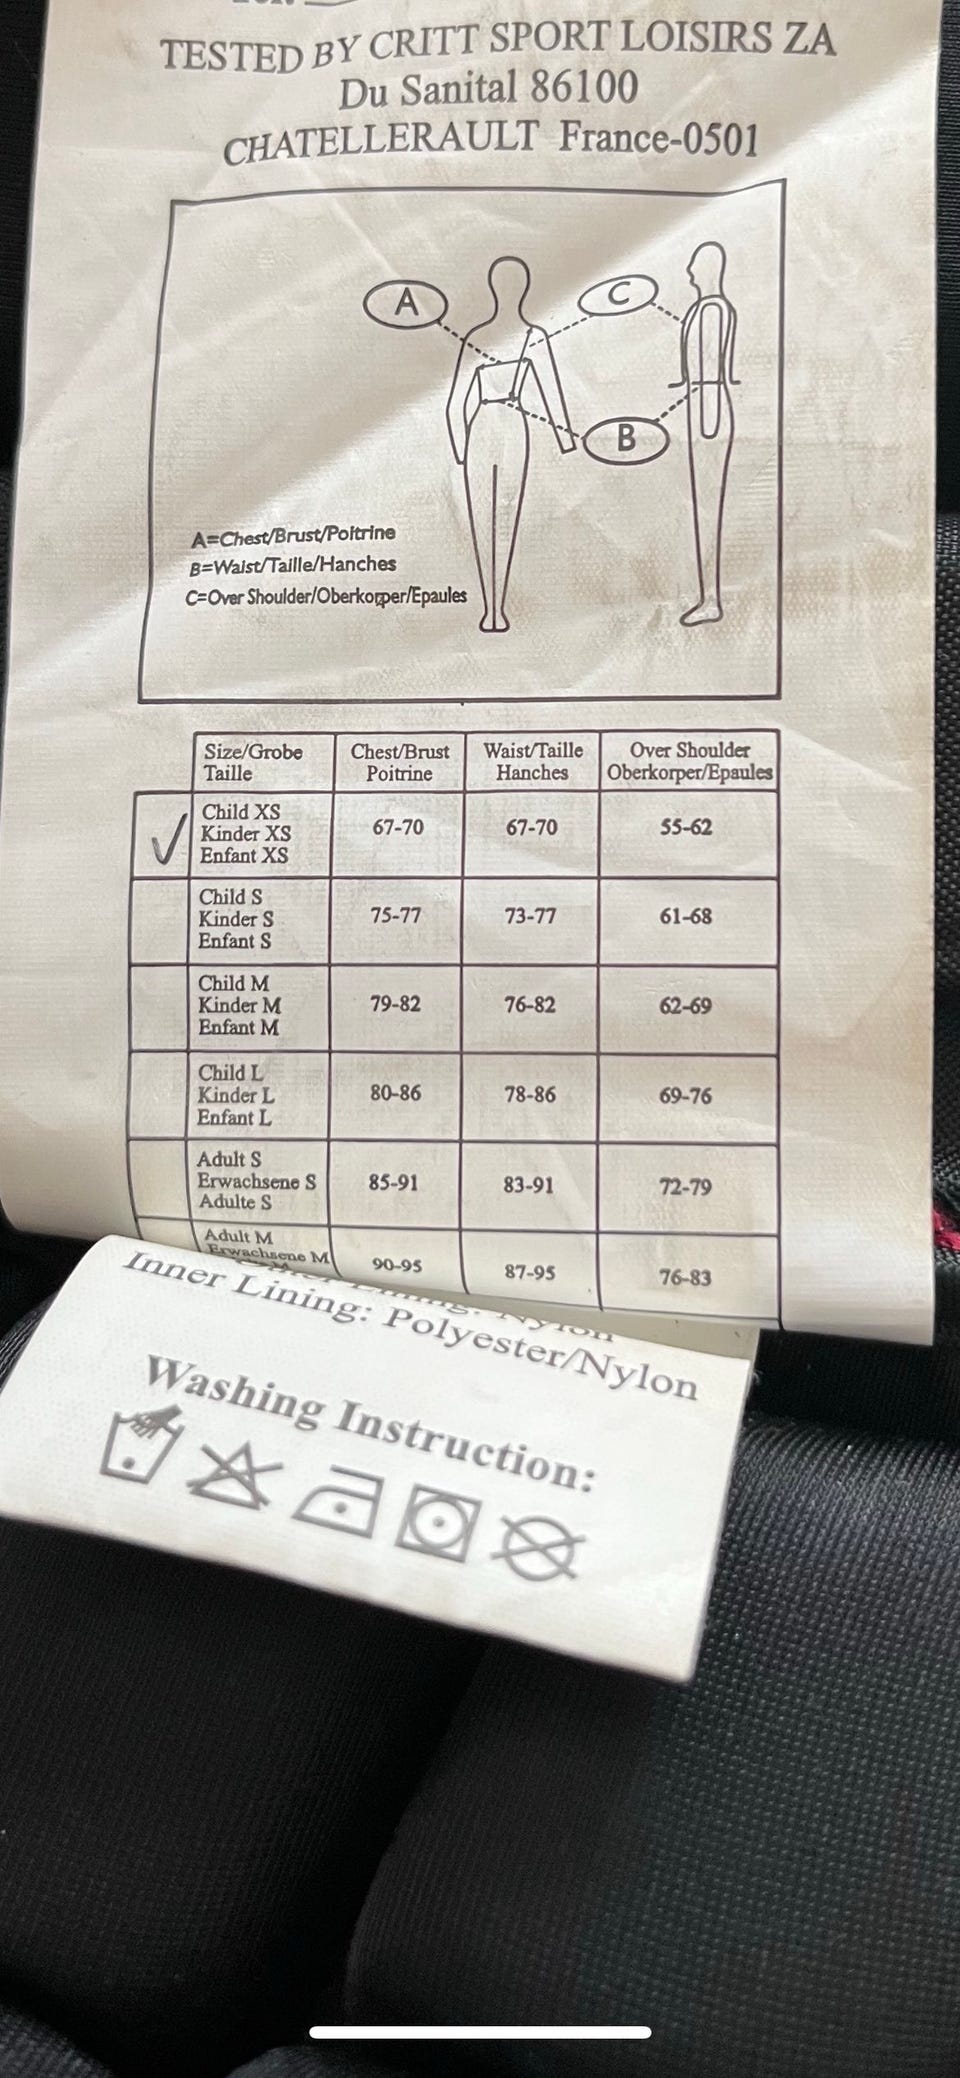 TESTED BY CRITT SPORT LOISIRS ZA
Du Sanital 86100
CHATELLERAULT France-0501
A
C
B
A=Chest/Brust/Poitrine
B=Waist/Taille/Hanches
C=Over Shoulder/Oberkorper/Epaules
Size/Grobe Chest/Brust Waist/Taille Over Shoulder
Taille Poitrine Hanches Oberkorper/Epaules
Child XS
Kinder XS 67-70 67-70 55-62
Enfant XS
Child S
Kinder S 75-77 73-77 61-68
Enfant S
Child M
Kinder M 79-82 76-82 62-69
Enfant M
Child L
Kinder L 80-86 78-86 69-76
Enfant L
Adult S
Erwachsene S 85-91 83-91 72-79
Adulte S
Adult M
Erwachsene M 90-95 87-95 76-83
Inner Lining: Polyester/Nylon
Washing Instruction: